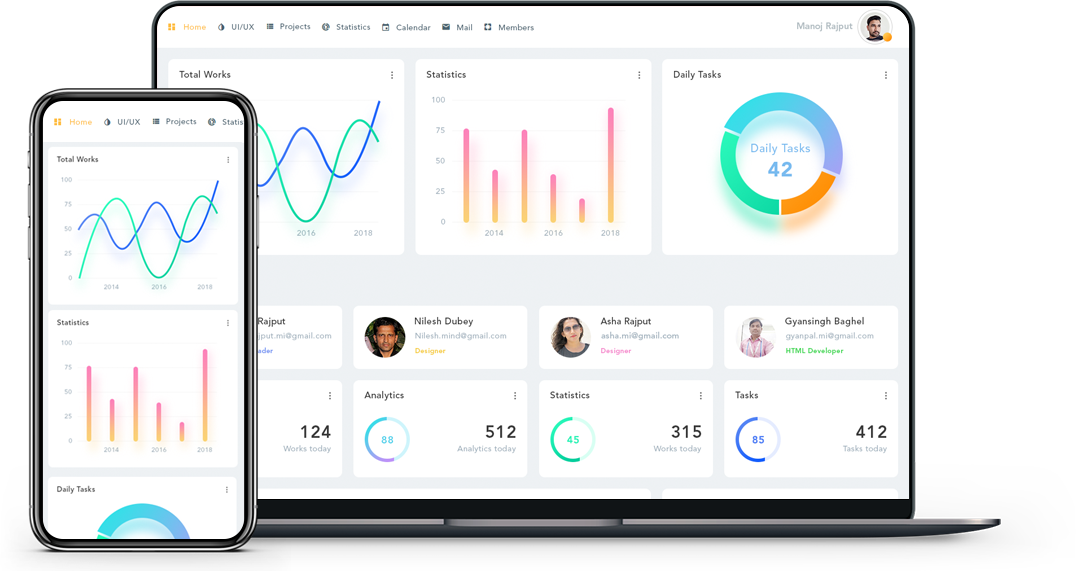 Home UI/UX Projects Statistics Calendar Mail Members Manoj Rajput
Total Works
2016 2018
Statistics
100
75
50
25
0
2014 2016 2018
Daily Tasks
Daily Tasks
42
Rajput
jput.mi@gmail.com
ader
Nilesh Dubey
Nilesh.mind@gmail.com
Designer
Asha Rajput
asha.mi@gmail.com
Designer
Gyansingh Baghel
gyanpal.mi@gmail.com
HTML Developer
124
Works today
Analytics
88
512
Analytics today
Statistics
45
315
Works today
Tasks
85
412
Tasks today
Home UI/UX Projects Statis
Total Works
100
75
50
25
0
2014 2016 2018
Statistics
100
75
50
25
0
2014 2016 2018
Daily Tasks